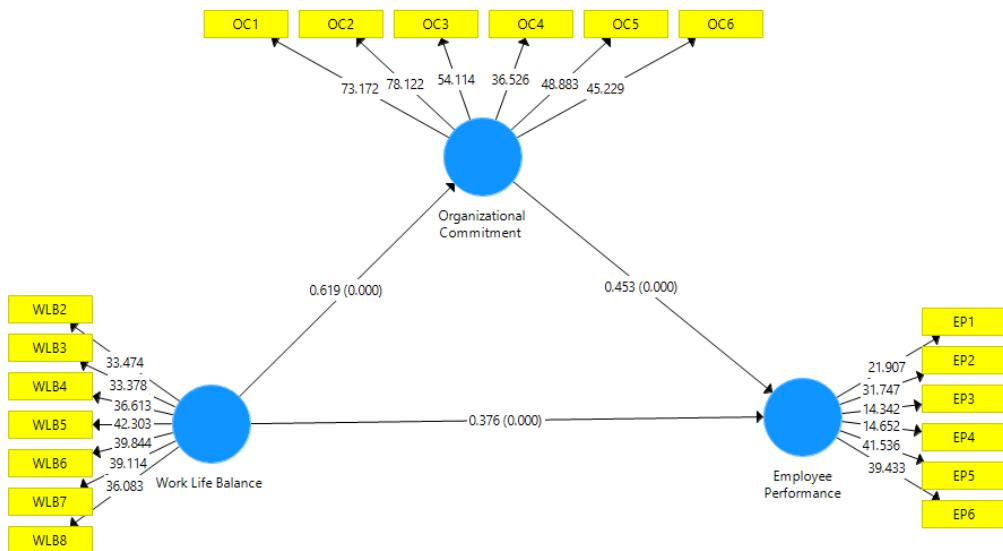 OC1 OC2 OC3 OC4 OC5 OC6
73.172 78.122 54.114 36.526 48.883 45.229
Organizational
Commitment
0.619 (0.000)
0.453 (0.000)
WLB2
WLB3
WLB4
WLB5
WLB6
WLB7
WLB8
33.474
33.378
36.613
42.303
39.844
39.114
36.083
Work Life Balance
0.376 (0.000)
EP1
EP2
EP3
EP4
EP5
EP6
21.907
31.747
14.342
14.652
41.536
39.433
Employee
Performance